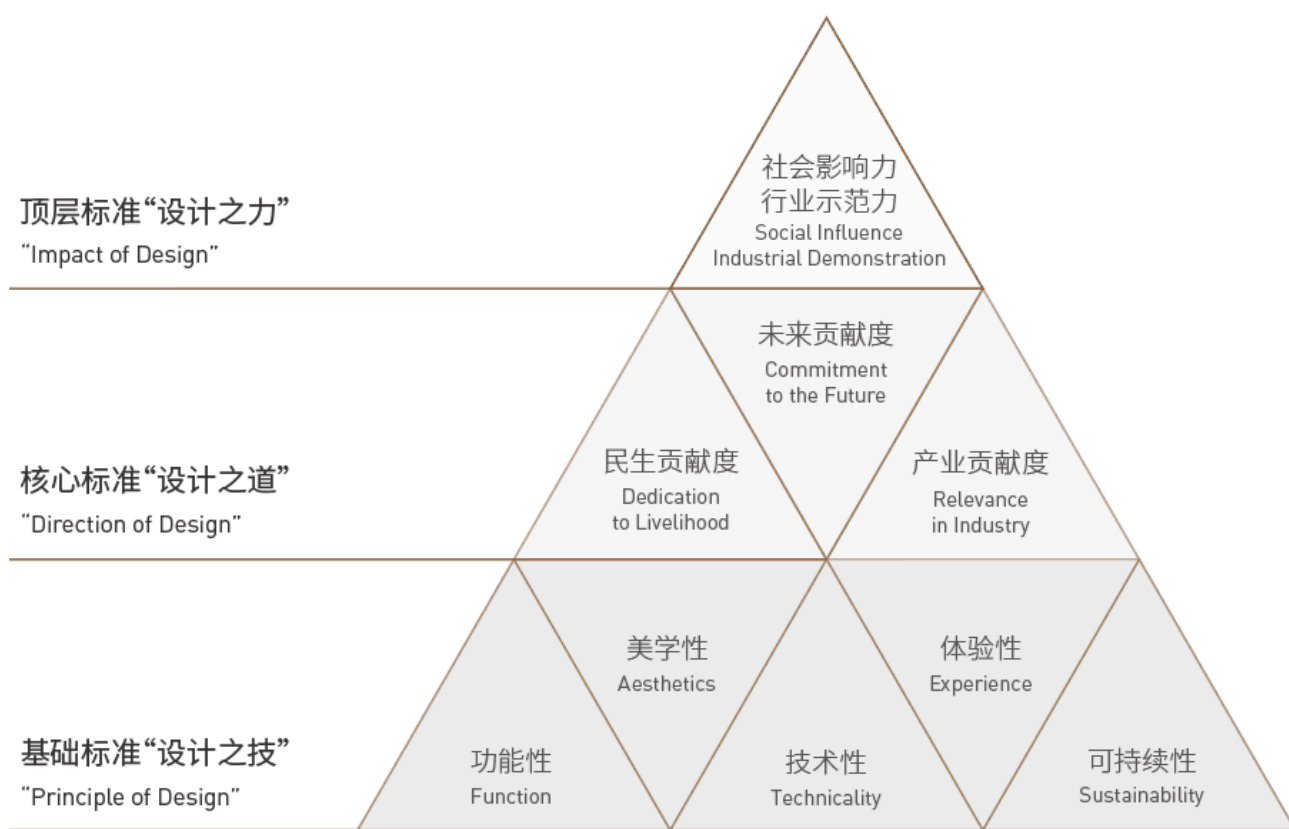 社会影响力
行业示范力
Social Influence
Industrial Demonstration
顶层标准“设计之力”
“Impact of Design”
未来贡献度
Commitment
to the Future
民生贡献度
Dedication
to Livelihood
产业贡献度
Relevance
in Industry
核心标准“设计之道”
“Direction of Design”
美学性
Aesthetics
体验性
Experience
基础标准“设计之技”
“Principle of Design”
功能性
Function
技术性
Technicality
可持续性
Sustainability